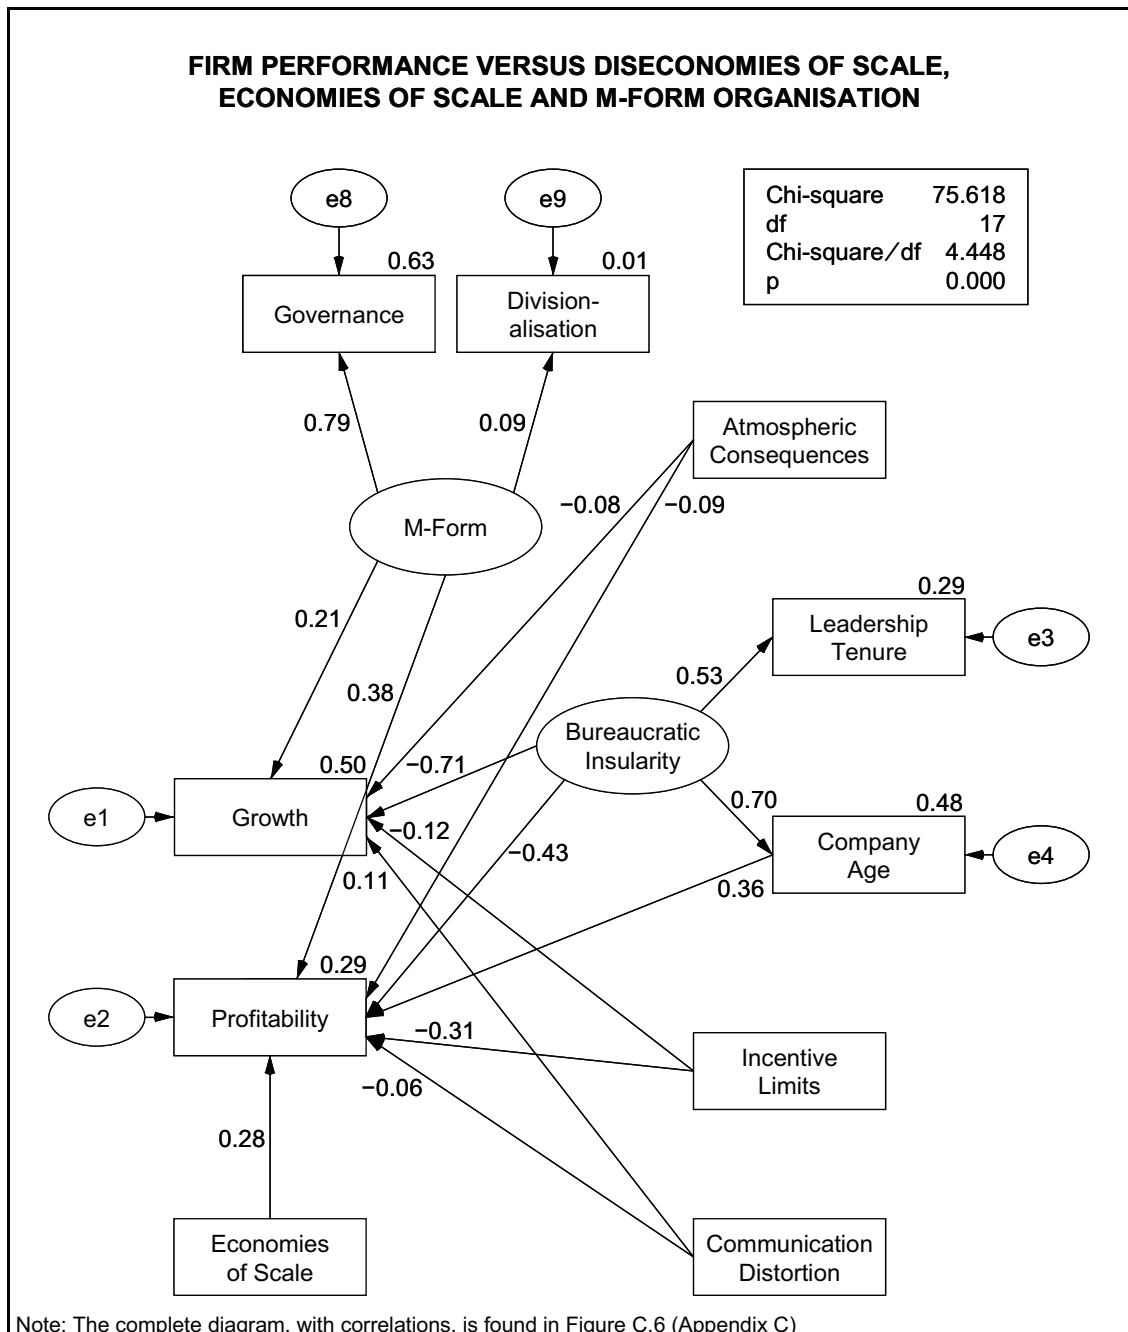 FIRM PERFORMANCE VERSUS DISECONOMIES OF SCALE,
ECONOMIES OF SCALE AND M-FORM ORGANISATION
e8
e9
Chi-square 75.618
df 17
Chi-square/df 4.448
p 0.000
0.63
0.01
Governance
Division-
alisation
0.79
0.09
Atmospheric
Consequences
−0.08
−0.09
M-Form
0.29
Leadership
Tenure
e3
0.21
0.53
0.38
Bureaucratic
Insularity
0.50
−0.71
0.70
0.48
e1
Growth
−0.12
−0.43
Company
Age
e4
0.11
0.36
0.29
e2
Profitability
−0.31
Incentive
Limits
−0.06
0.28
Economies
of Scale
Communication
Distortion
Note: The complete diagram, with correlations, is found in Figure C.6 (Appendix C)